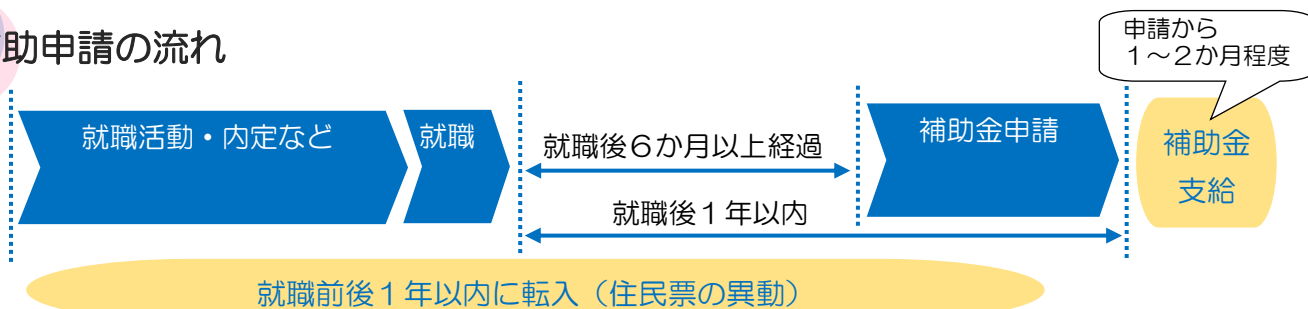 助申請の流れ
申請から
１～２か月程度
就職活動・内定など
就職
就職後６か月以上経過
補助金申請
補助金
支給
就職後１年以内
就職前後１年以内に転入（住民票の異動）